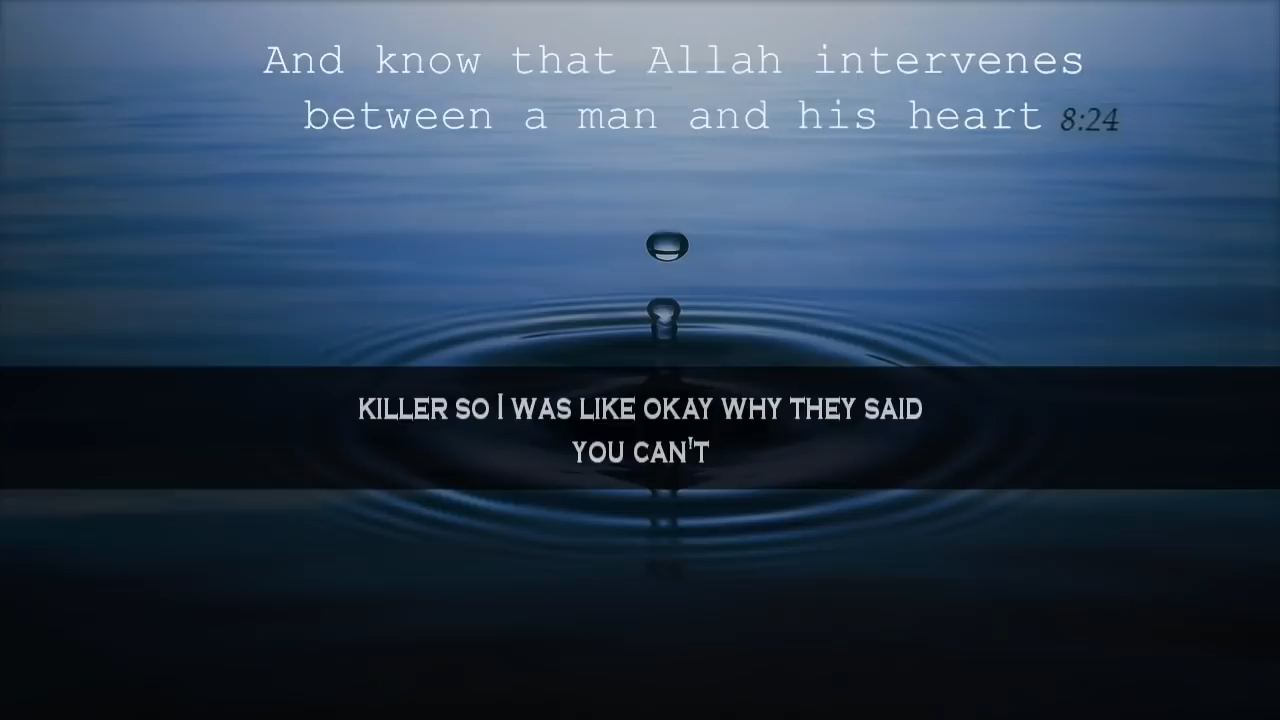 And know that Allah intervenes
between a man and his heart 8:24
KILLER SO I WAS LIKE OKAY WHY THEY SAID
YOU CAN'T